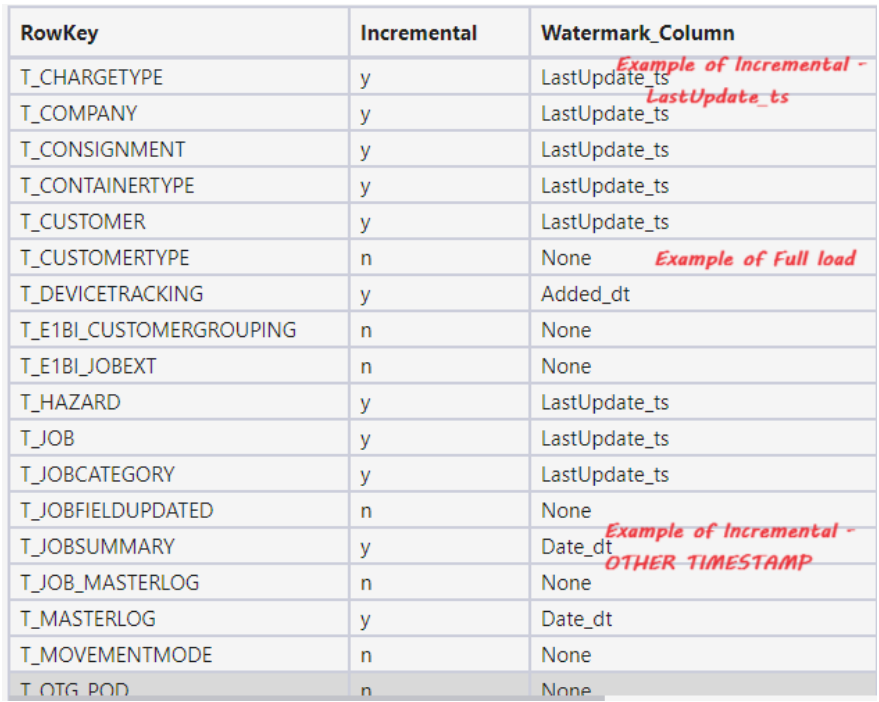 RowKey Incremental Watermark_Column
Example of Incremental -
T_CHARGETYPE y LastUpdate_ts
LastUpdate_ts
T_COMPANY y LastUpdate_ts
T_CONSIGNMENT y LastUpdate_ts
T_CONTAINERTYPE y LastUpdate_ts
T_CUSTOMER y LastUpdate_ts
T_CUSTOMERTYPE n None Example of Full load
T_DEVICETRACKING y Added_dt
T_E1BI_CUSTOMERGROUPING n None
T_E1BI_JOBEXT n None
T_HAZARD y LastUpdate_ts
T_JOB y LastUpdate_ts
T_JOBCATEGORY y LastUpdate_ts
T_JOBFIELDUPDATED n None
Example of Incremental -
T_JOBSUMMARY y Date_dt
OTHER TIMESTAMP
T_JOB_MASTERLOG n None
T_MASTERLOG y Date_dt
T_MOVEMENTMODE n None
T_OTG_POD n None